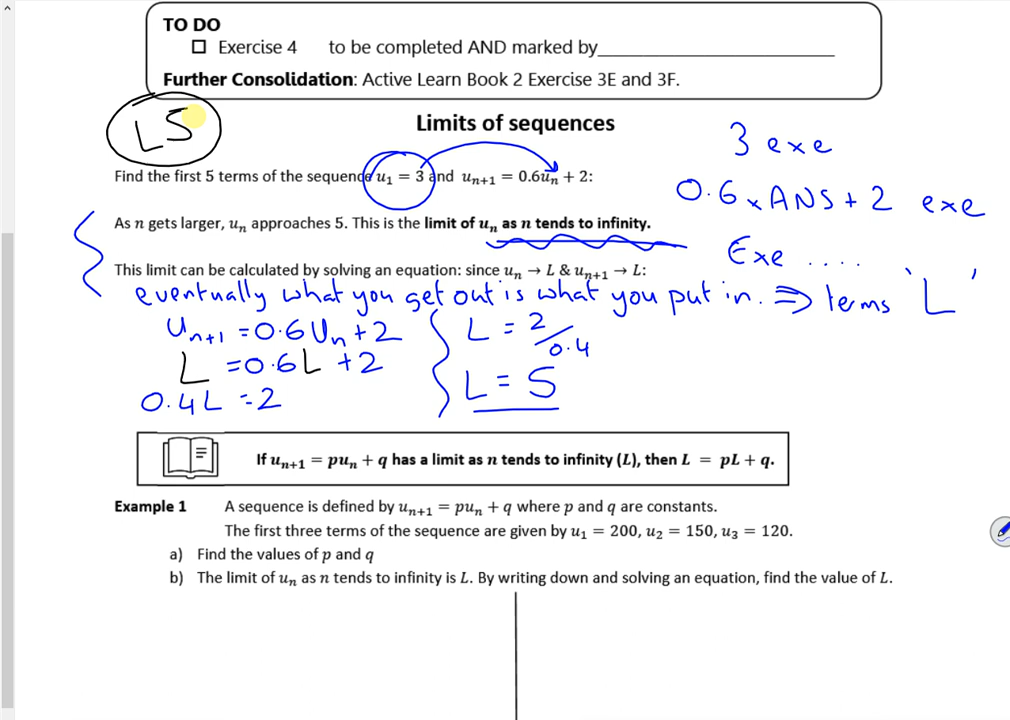 TO DO
☐ Exercise 4 to be completed AND marked by____________________
Further Consolidation: Active Learn Book 2 Exercise 3E and 3F.
LS
Limits of sequences
3 exe
Find the first 5 terms of the sequence u₁ = 3 and uₙ₊₁ = 0.6uₙ + 2:
0.6 x ANS + 2 exe
As n gets larger, uₙ approaches 5. This is the limit of uₙ as n tends to infinity.
Exe ....
This limit can be calculated by solving an equation: since uₙ → L & uₙ₊₁ → L:
eventually what you get out is what you put in. ⇒ terms 'L'
uₙ₊₁ = 0.6Uₙ + 2
L = 0.6L + 2
0.4L = 2
L = 2/0.4
L = 5
If uₙ₊₁ = puₙ + q has a limit as n tends to infinity (L), then L = pL + q.
Example 1 A sequence is defined by uₙ₊₁ = puₙ + q where p and q are constants.
The first three terms of the sequence are given by u₁ = 200, u₂ = 150, u₃ = 120.
a) Find the values of p and q
b) The limit of uₙ as n tends to infinity is L. By writing down and solving an equation, find the value of L.